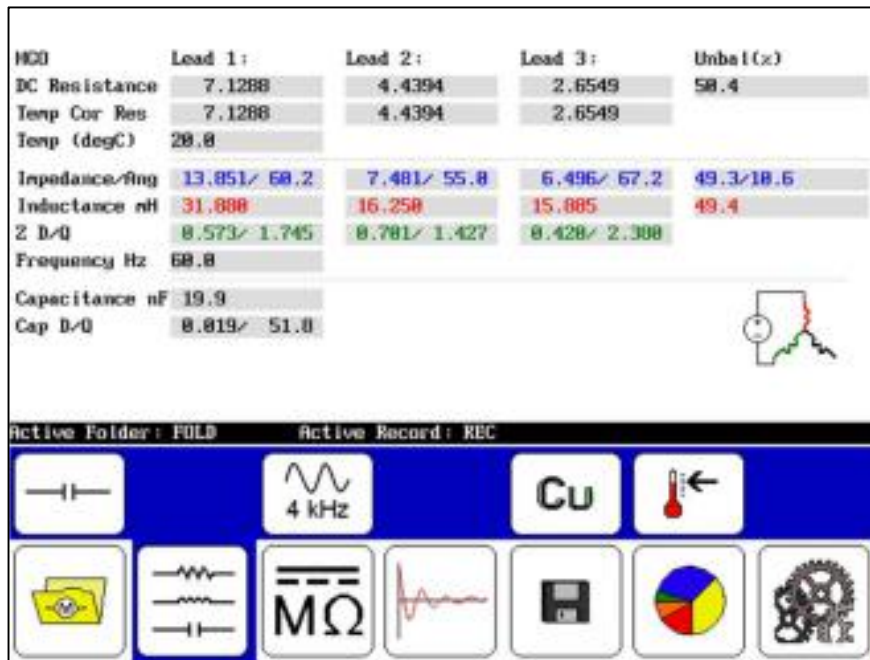 MCO Lead 1: Lead 2: Lead 3: Unbal(%)
DC Resistance 7.1288 4.4394 2.6549 50.4
Temp Cor Res 7.1288 4.4394 2.6549
Temp (degC) 20.0
Impedance/Ang 13.851/ 60.2 7.481/ 55.0 6.496/ 67.2 49.3/10.6
Inductance mH 31.880 16.250 15.885 49.4
Z D/Q 0.573/ 1.745 0.701/ 1.427 0.420/ 2.380
Frequency Hz 60.0
Capacitance nF 19.9
Cap D/Q 0.019/ 51.8
Active Folder: FOLD Active Record: REC
4 kHz
Cu
M
MΩ